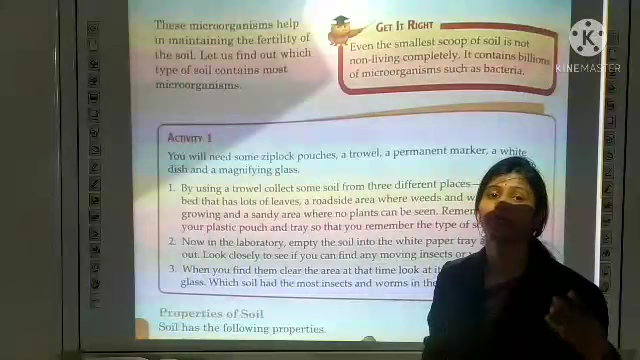 These microorganisms help
in maintaining the fertility of
the soil. Let us find out which
type of soil contains most
microorganisms.
GET IT RIGHT
Even the smallest scoop of soil is not
non-living completely. It contains billions
of microorganisms such as bacteria.
KINEMASTER
ACTIVITY 1
You will need some ziplock pouches, a trowel, a permanent marker, a white
dish and a magnifying glass.
1. By using a trowel collect some soil from three different places
bed that has lots of leaves, a roadside area where weeds and
growing and a sandy area where no plants can be seen.
your plastic pouch and tray so that you remember the type of
2. Now in the laboratory, empty the soil into the white paper tray
out. Look closely to see if you can find any moving insects or
3. When you find them clear the area at that time look at
glass. Which soil had the most insects and worms in
Properties of Soil
Soil has the following properties.